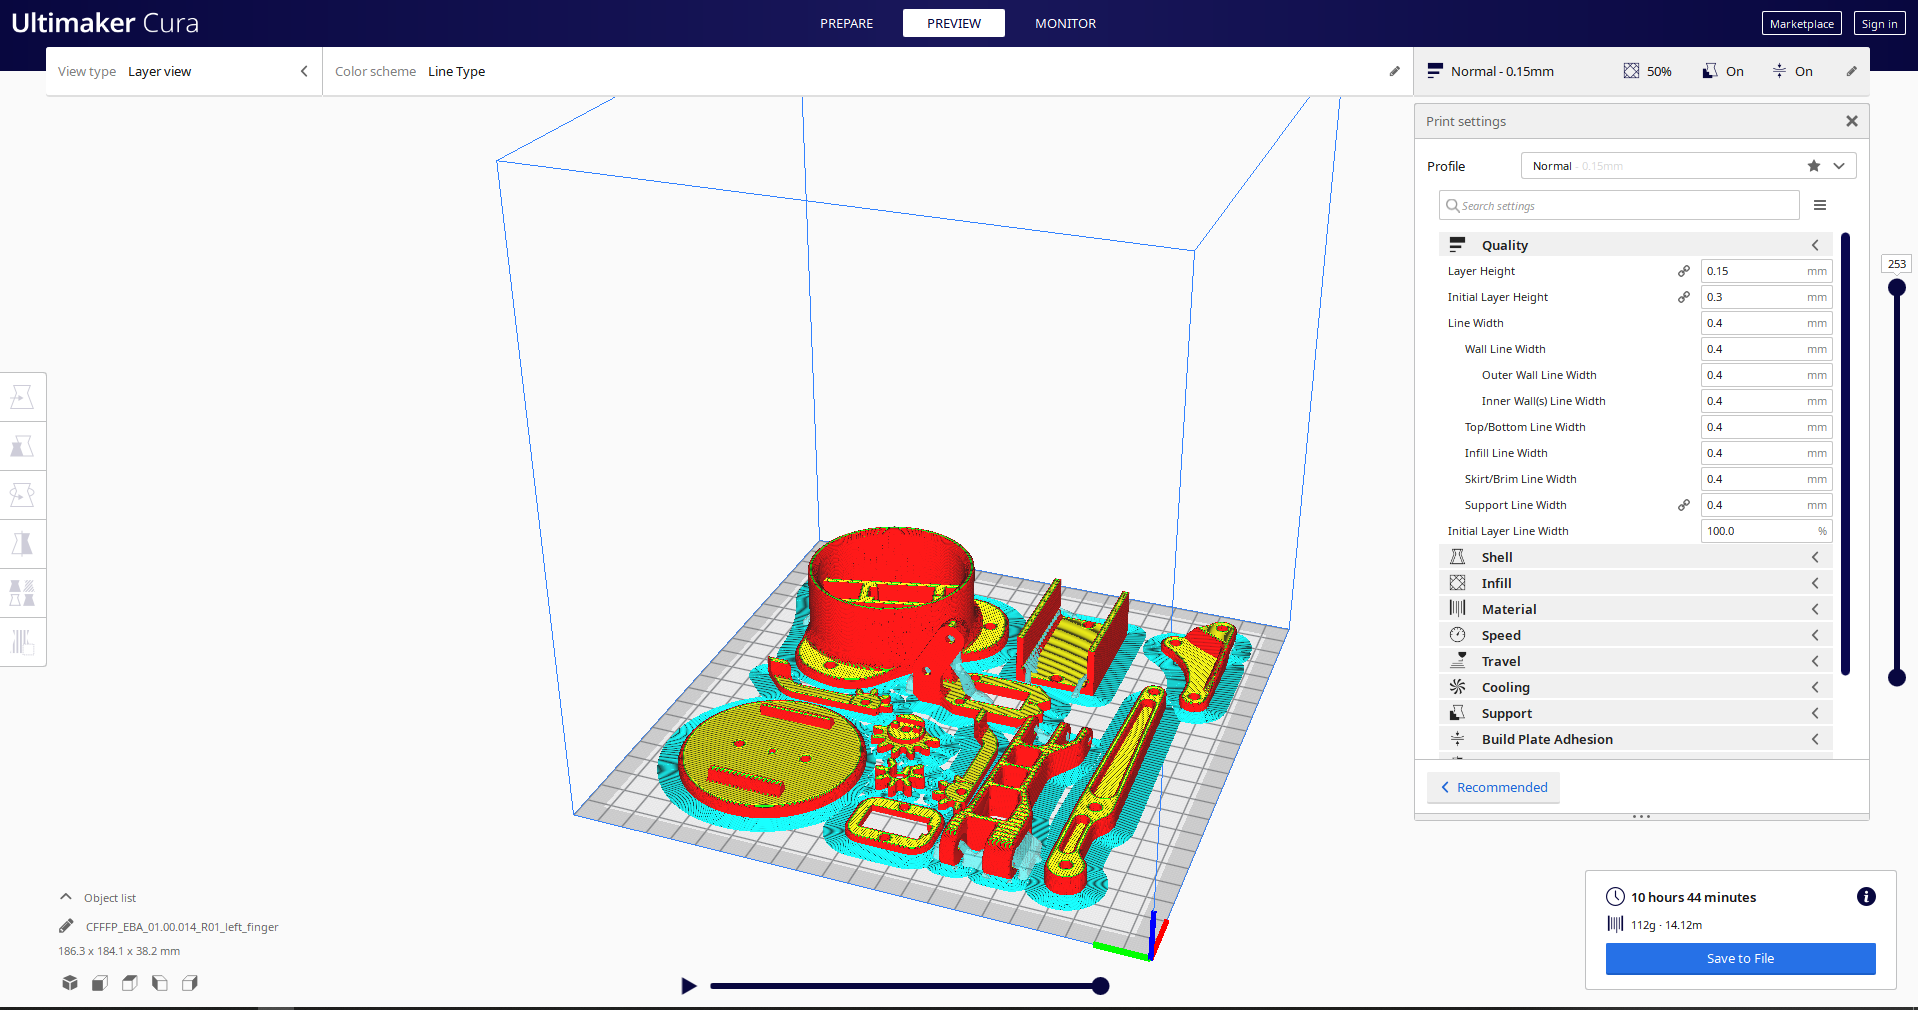 Ultimaker Cura
PREPARE
PREVIEW
MONITOR
Marketplace
Sign in
View type Layer view
Color scheme Line Type
Normal - 0.15mm
50%
On
On
Print settings
Profile
Normal - 0.15mm
Search settings
Quality
Layer Height 0.15 mm
Initial Layer Height 0.3 mm
Line Width 0.4 mm
Wall Line Width 0.4 mm
Outer Wall Line Width 0.4 mm
Inner Wall(s) Line Width 0.4 mm
Top/Bottom Line Width 0.4 mm
Infill Line Width 0.4 mm
Skirt/Brim Line Width 0.4 mm
Support Line Width 0.4 mm
Initial Layer Line Width 100.0 %
Shell
Infill
Material
Speed
Travel
Cooling
Support
Build Plate Adhesion
Recommended
253
Object list
CFFFP_EBA_01.00.014_R01_left_finger
186.3 x 184.1 x 38.2 mm
10 hours 44 minutes
112g · 14.12m
Save to File